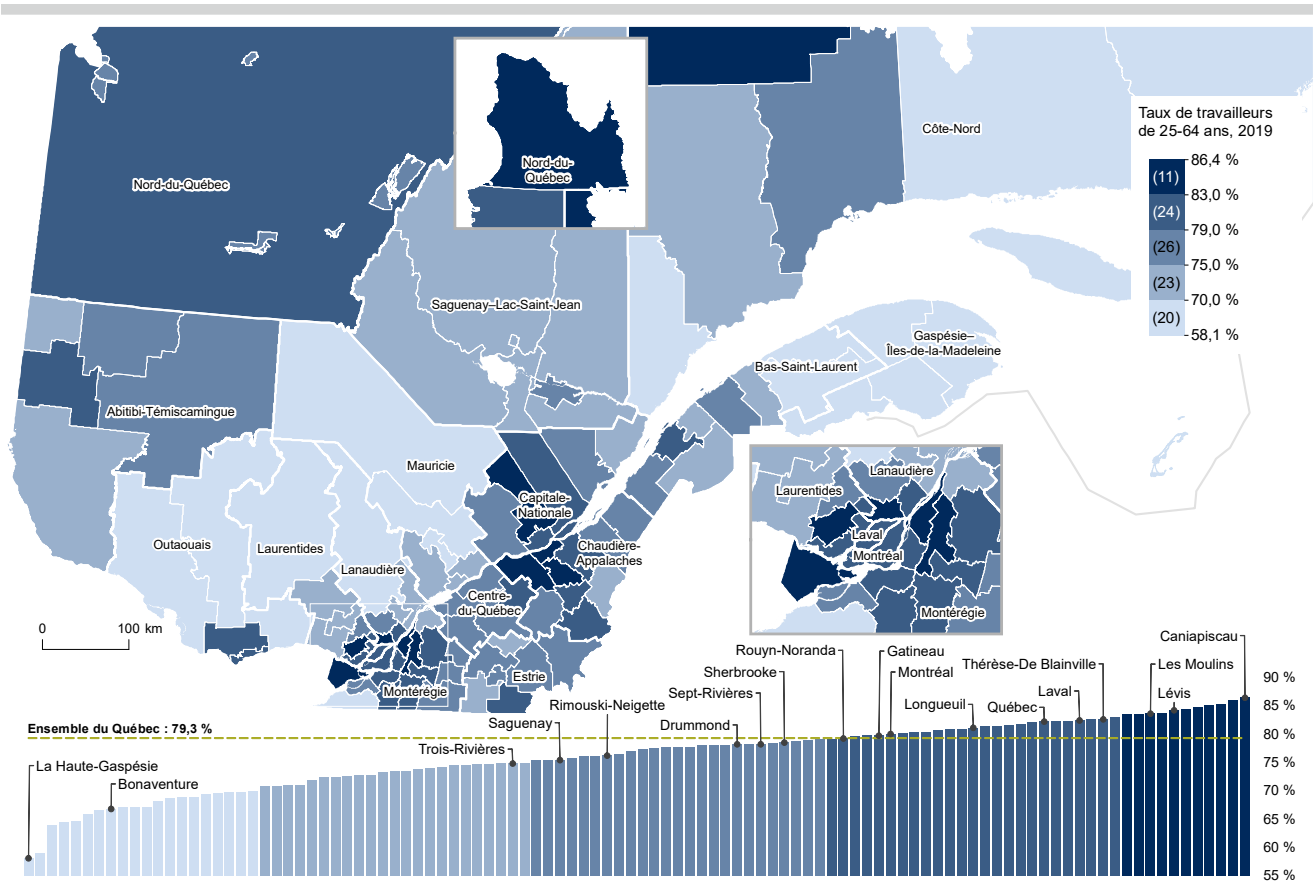 Nord-du-Québec
Nord-du-
Québec
Côte-Nord
Taux de travailleurs
de 25-64 ans, 2019
86,4 %
(11)
83,0 %
(24)
79,0 %
(26)
75,0 %
(23)
70,0 %
(20)
58,1 %
Saguenay–Lac-Saint-Jean
Gaspésie–
Îles-de-la-Madeleine
Bas-Saint-Laurent
Abitibi-Témiscamingue
Mauricie
Capitale-
Nationale
Outaouais
Laurentides
Lanaudière
Chaudière-
Appalaches
Centre-
du-Québec
Estrie
Montérégie
Lanaudière
Laurentides
Laval
Montréal
Montérégie
0 100 km
Caniapiscau
Rouyn-Noranda
Gatineau
Thérèse-De Blainville
Les Moulins
Sherbrooke
Montréal
Sept-Rivières
Laval
Lévis
Rimouski-Neigette
Longueuil
Québec
Saguenay
Drummond
Ensemble du Québec : 79,3 %
Trois-Rivières
La Haute-Gaspésie
Bonaventure
90 %
85 %
80 %
75 %
70 %
65 %
60 %
55 %